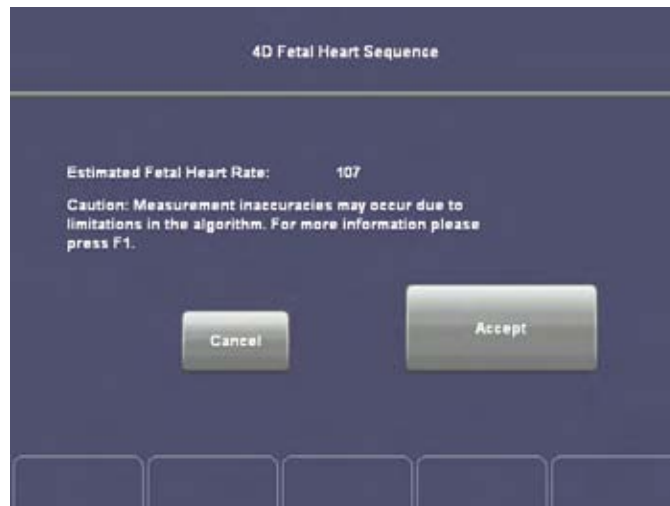 4D Fetal Heart Sequence
Estimated Fetal Heart Rate: 107
Caution: Measurement inaccuracies may occur due to
limitations in the algorithm. For more information please
press F1.
Cancel
Accept